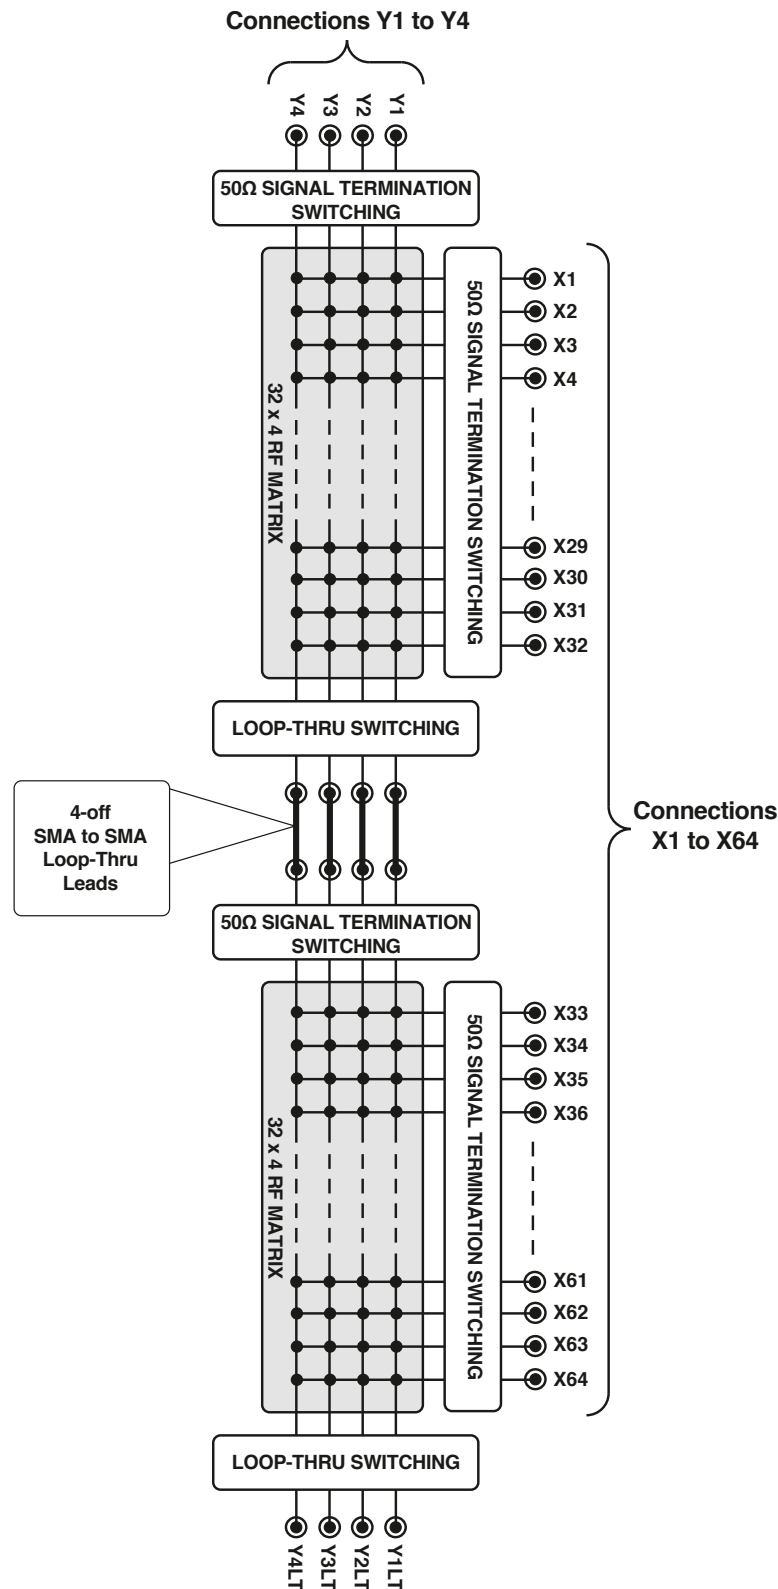 Connections Y1 to Y4
Y4
Y3
Y2
Y1
50Ω SIGNAL TERMINATION
SWITCHING
32 x 4 RF MATRIX
50Ω SIGNAL TERMINATION SWITCHING
X1
X2
X3
X4
X29
X30
X31
X32
LOOP-THRU SWITCHING
4-off
SMA to SMA
Loop-Thru
Leads
Connections
X1 to X64
50Ω SIGNAL TERMINATION
SWITCHING
32 x 4 RF MATRIX
50Ω SIGNAL TERMINATION SWITCHING
X33
X34
X35
X36
X61
X62
X63
X64
LOOP-THRU SWITCHING
Y4LT
Y3LT
Y2LT
Y1LT